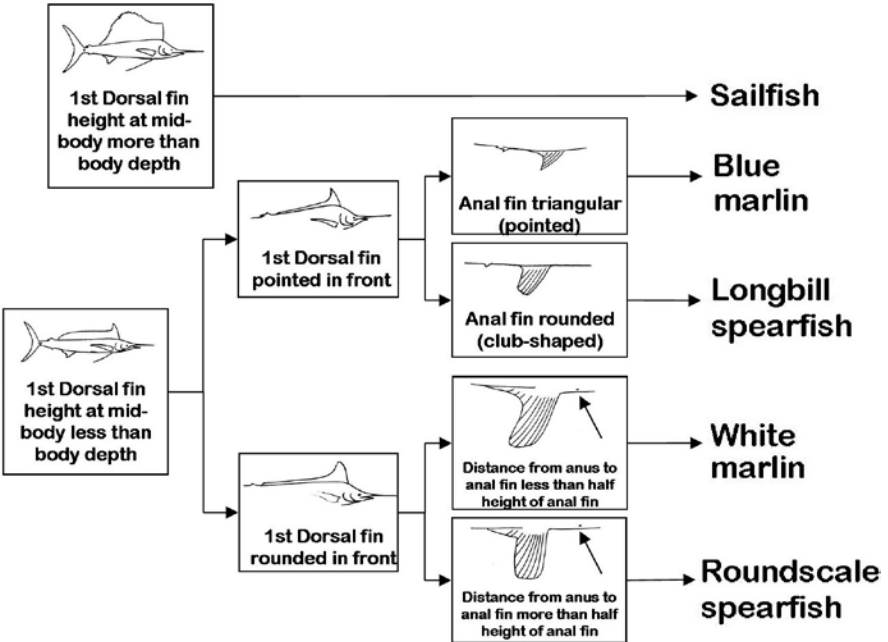 1st Dorsal fin
height at mid-
body more than
body depth
Sailfish
1st Dorsal fin
height at mid-
body less than
body depth
1st Dorsal fin
pointed in front
Anal fin triangular
(pointed)
Blue
marlin
Anal fin rounded
(club-shaped)
Longbill
spearfish
1st Dorsal fin
rounded in front
Distance from anus to
anal fin less than half
height of anal fin
White
marlin
Distance from anus to
anal fin more than half
height of anal fin
Roundscale
spearfish